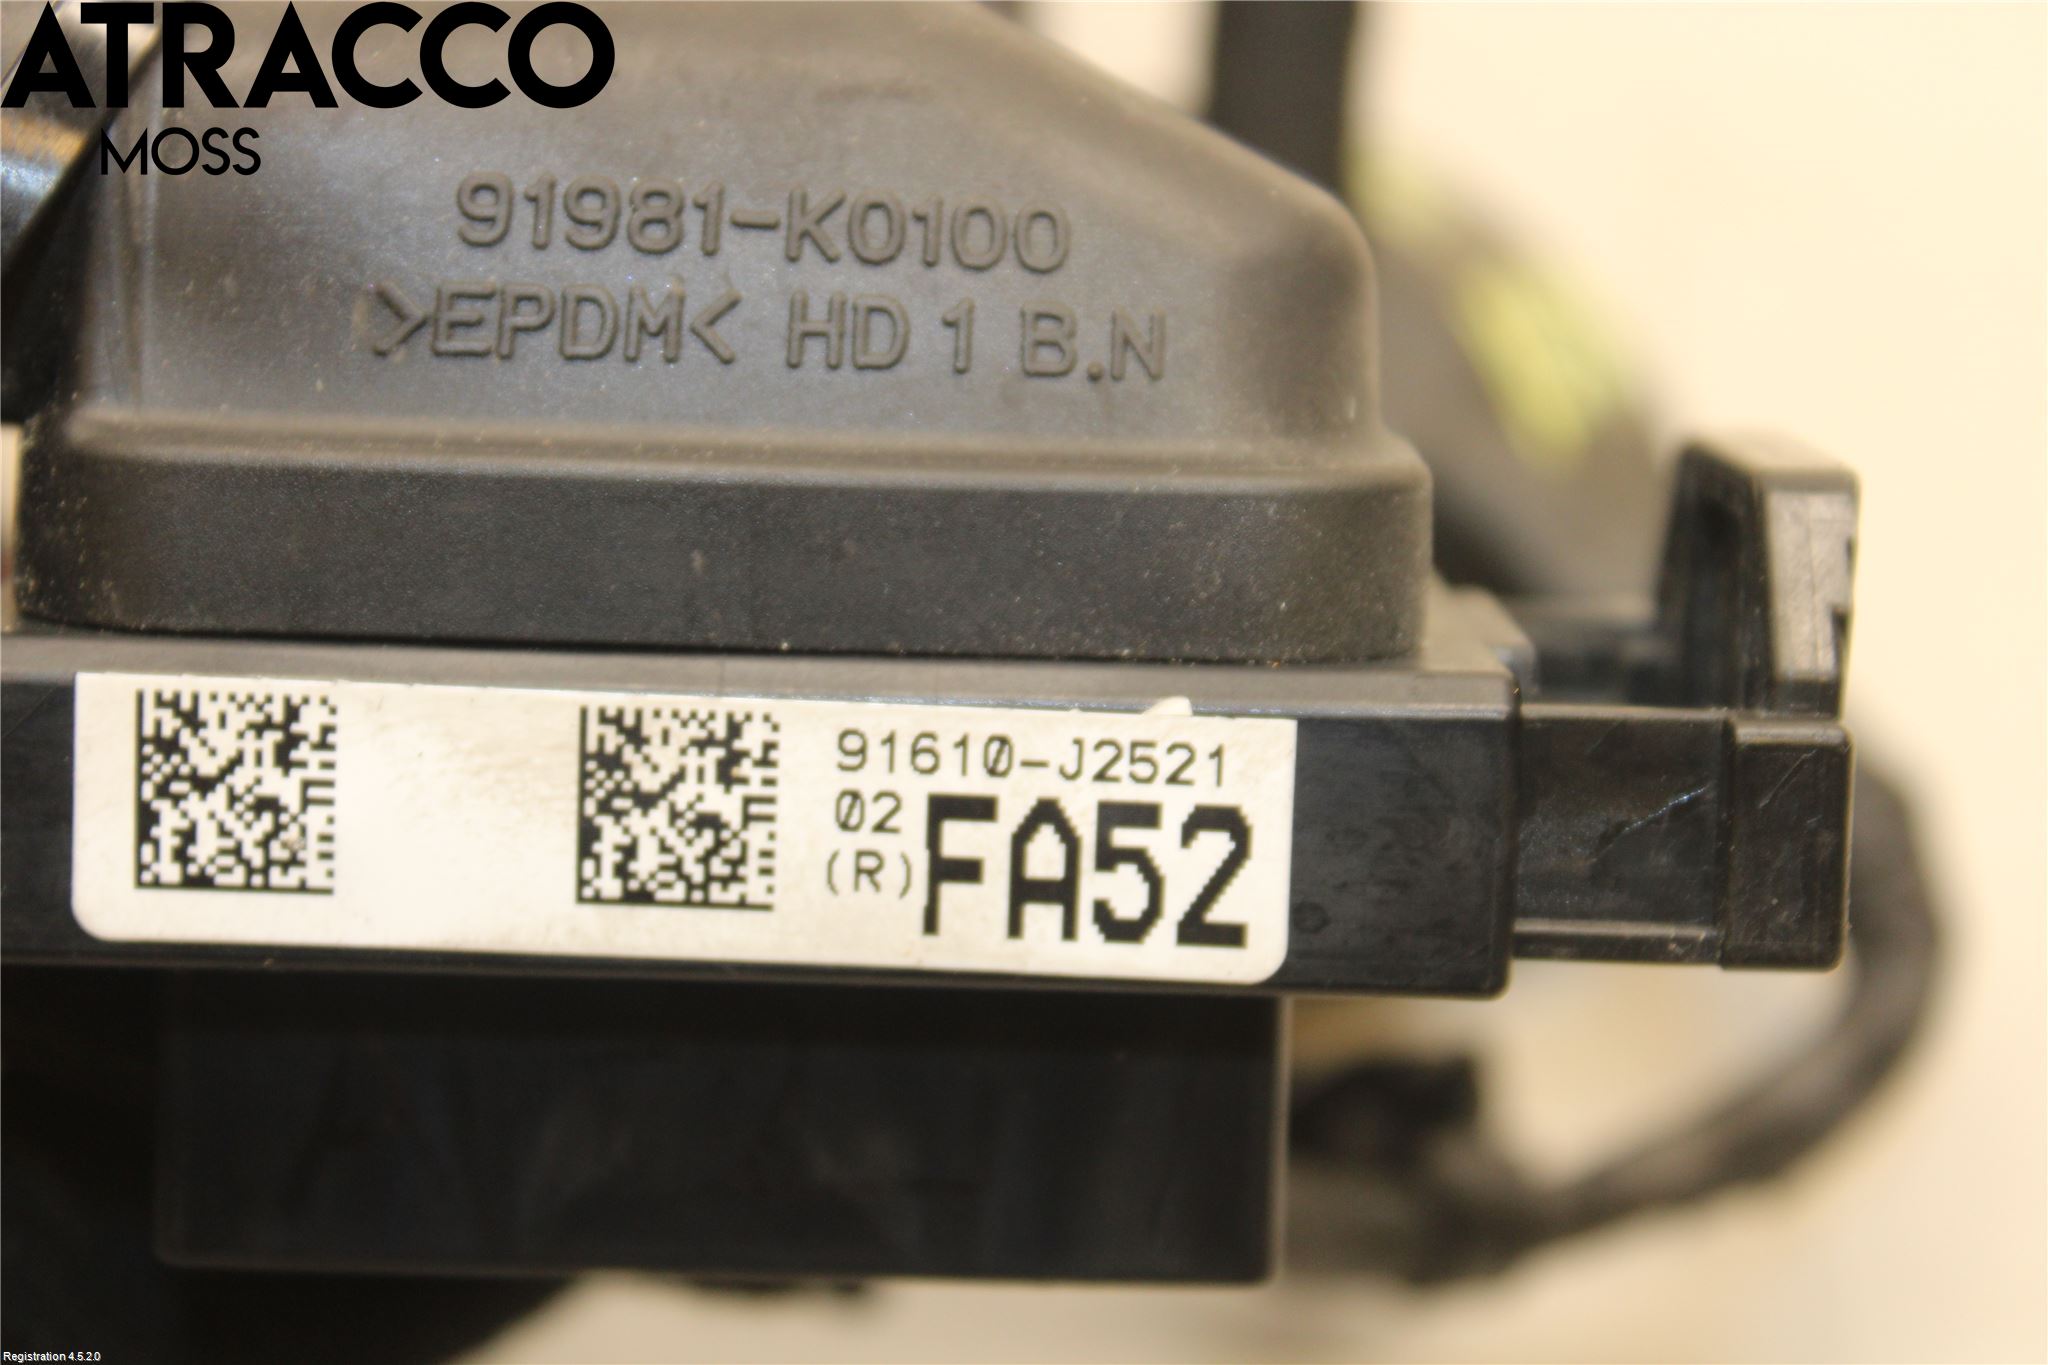 ATRACCO
MOSS
91981-K0100
>EPDM< HD 1 B.N
91610-J2521
02
(R)
FA52
Registration 4.5.2.0